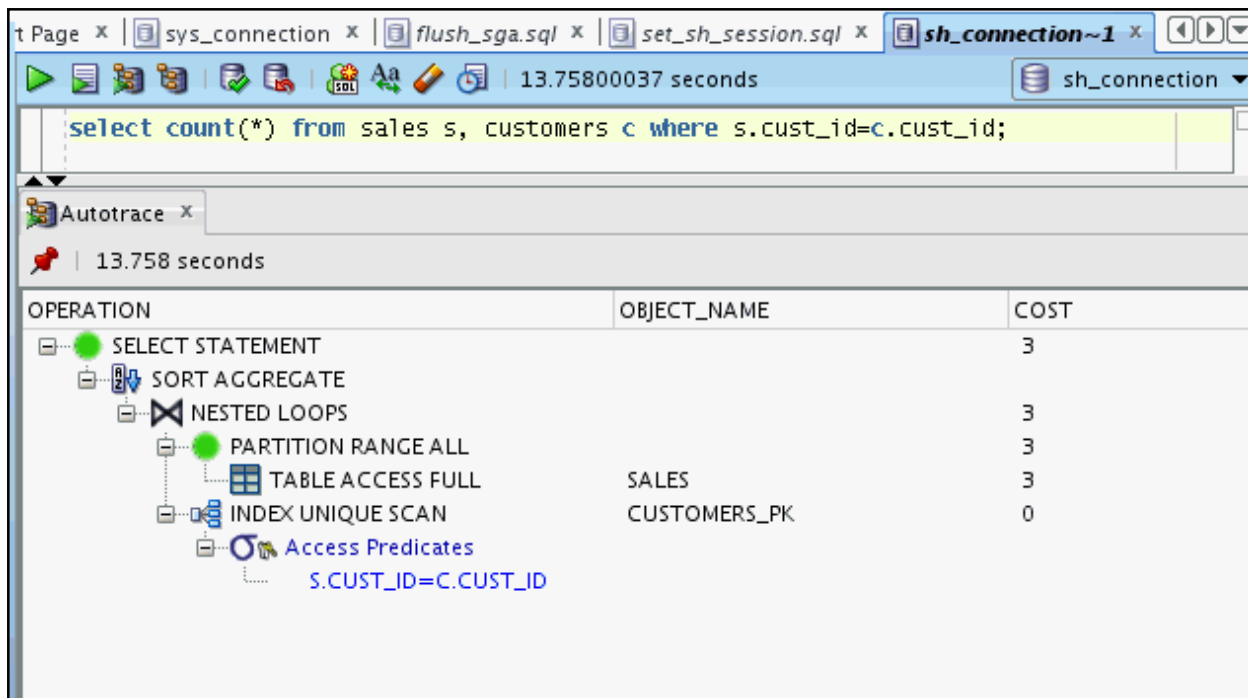 t Page x sys_connection x flush_sga.sql x set_sh_session.sql x sh_connection~1 x
SQL Aa 13.75800037 seconds sh_connection
select count(*) from sales s, customers c where s.cust_id=c.cust_id;
Autotrace x
13.758 seconds
OPERATION OBJECT_NAME COST
SELECT STATEMENT 3
A Z SORT AGGREGATE
NESTED LOOPS 3
PARTITION RANGE ALL 3
TABLE ACCESS FULL SALES 3
INDEX UNIQUE SCAN CUSTOMERS_PK 0
Access Predicates
S.CUST_ID=C.CUST_ID